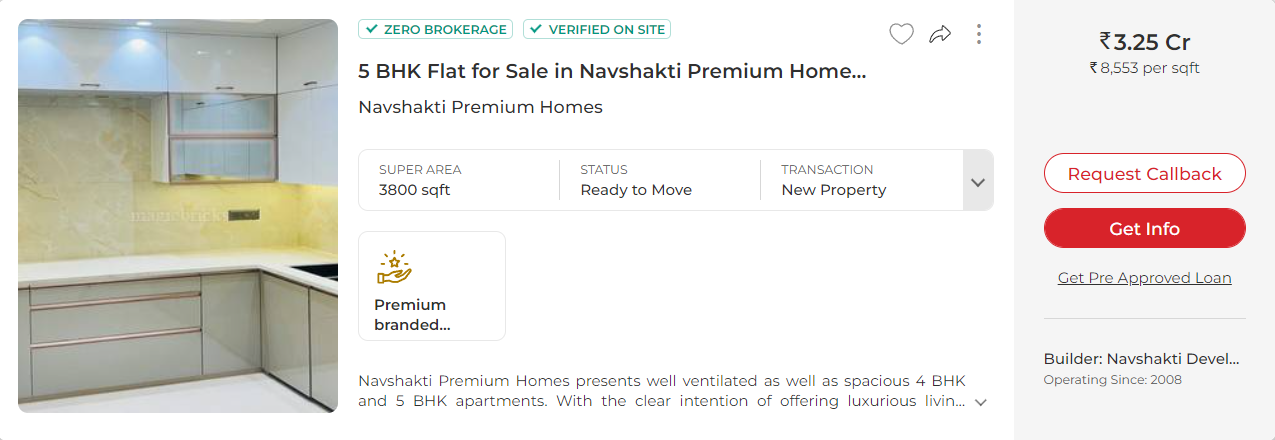 ZERO BROKERAGE
VERIFIED ON SITE
5 BHK Flat for Sale in Navshakti Premium Home...
Navshakti Premium Homes
SUPER AREA
3800 sqft
STATUS
Ready to Move
TRANSACTION
New Property
Premium
branded...
Navshakti Premium Homes presents well ventilated as well as spacious 4 BHK
and 5 BHK apartments. With the clear intention of offering luxurious livin...
magicbricks
₹3.25 Cr
₹8,553 per sqft
Request Callback
Get Info
Get Pre Approved Loan
Builder: Navshakti Devel...
Operating Since: 2008